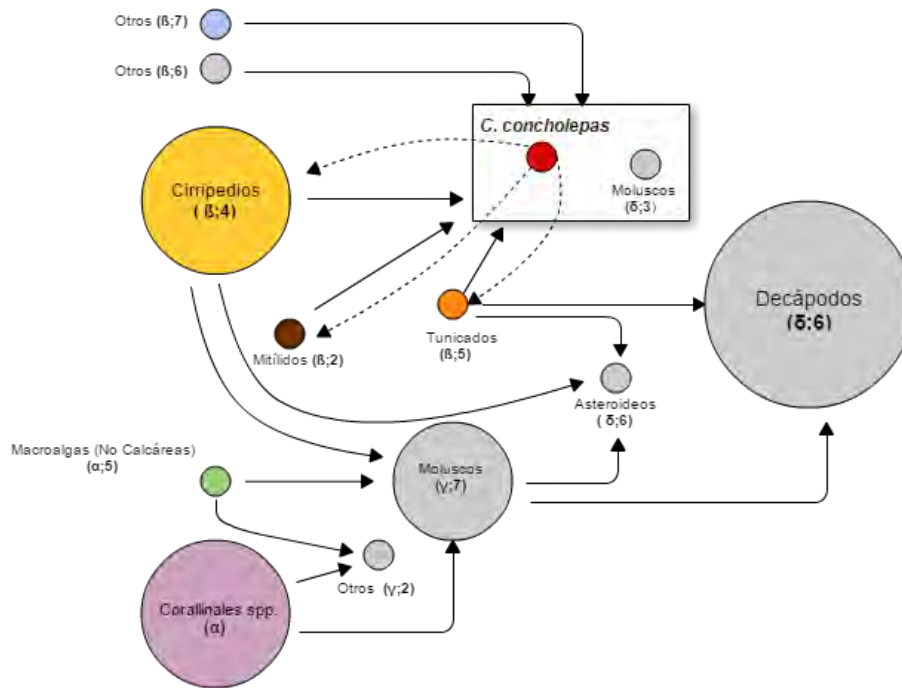 Otros (ß;7)
Otros (ß;6)
C. concholepas
Moluscos
(δ;3)
Cirripedios
( ß;4)
Decápodos
(δ;6)
Mitílidos (ß;2)
Tunicados
(ß;5)
Asteroideos
( δ;6)
Macroalgas (No Calcáreas)
(α;5)
Moluscos
(γ;7)
Otros (γ;2)
Corallinales spp.
(α)